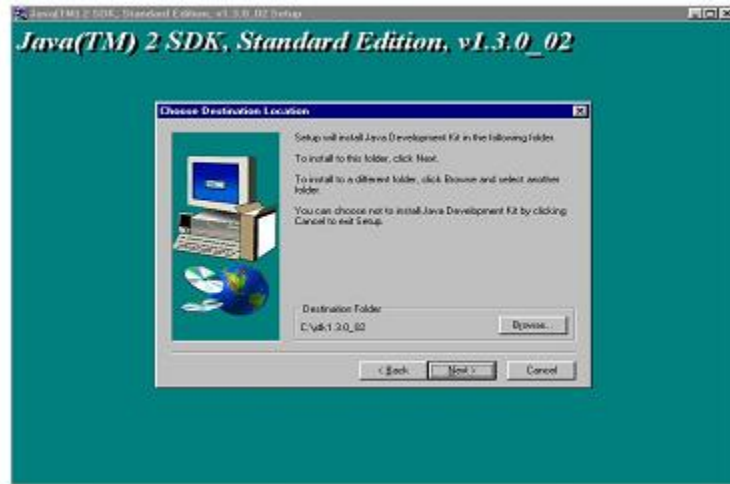 Java(TM) 2 SDK, Standard Edition, v1.3.0_02 Setup
Java(TM) 2 SDK, Standard Edition, v1.3.0_02
Choose Destination Location
Setup will install Java Development Kit in the following folder.
To install to this folder, click Next.
To install to a different folder, click Browse and select another
folder.
You can choose not to install Java Development Kit by clicking
Cancel to exit Setup.
Destination Folder
C:\jdk1.3.0_02
Browse...
< Back
Next >
Cancel